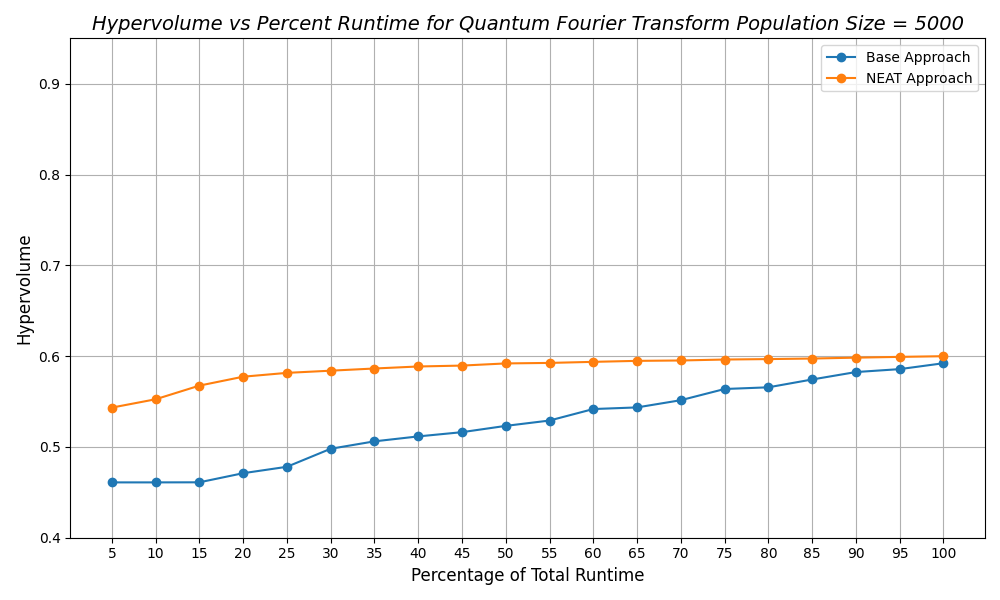 Hypervolume vs Percent Runtime for Quantum Fourier Transform Population Size = 5000
Base Approach
NEAT Approach
Hypervolume
0.9
0.8
0.7
0.6
0.5
0.4
5 10 15 20 25 30 35 40 45 50 55 60 65 70 75 80 85 90 95 100
Percentage of Total Runtime